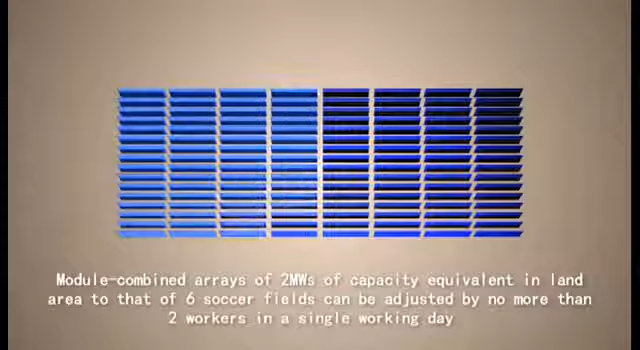 Module-combined arrays of 2MWs of capacity equivalent in land
area to that of 6 soccer fields can be adjusted by no more than
2 workers in a single working day